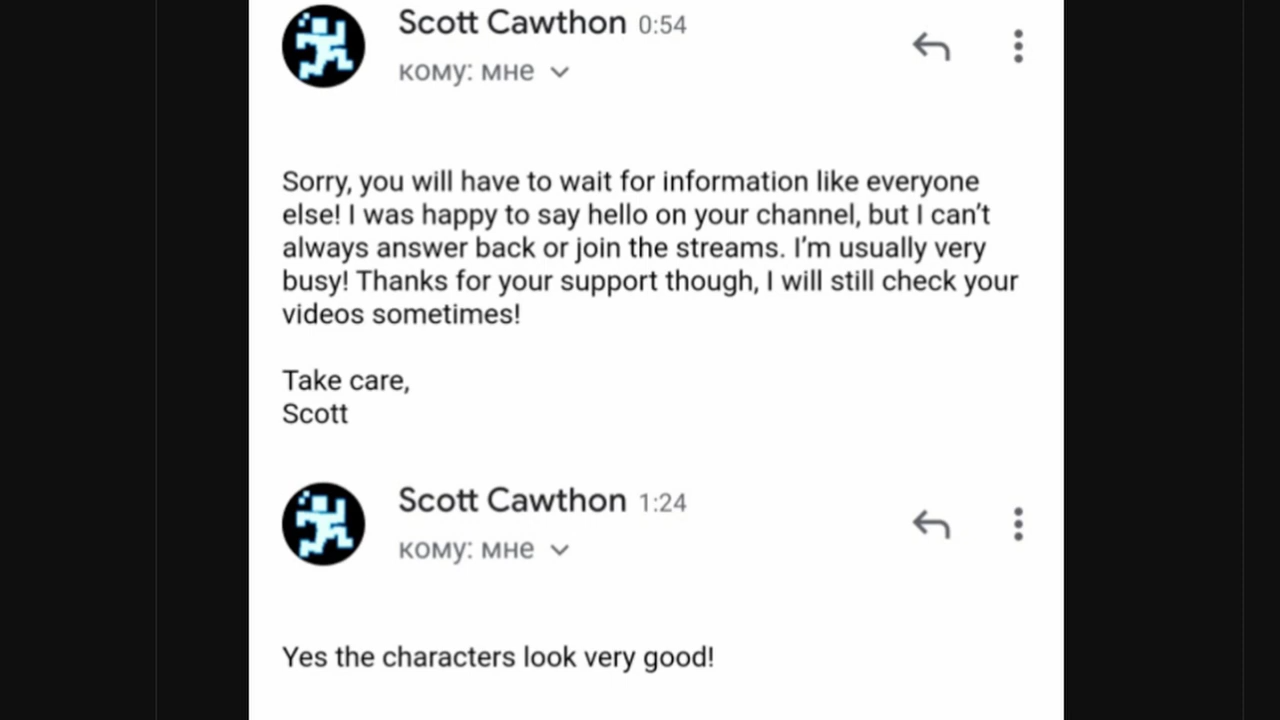 Scott Cawthon 0:54
кому: мне
Sorry, you will have to wait for information like everyone
else! I was happy to say hello on your channel, but I can’t
always answer back or join the streams. I’m usually very
busy! Thanks for your support though, I will still check your
videos sometimes!
Take care,
Scott
Scott Cawthon 1:24
кому: мне
Yes the characters look very good!